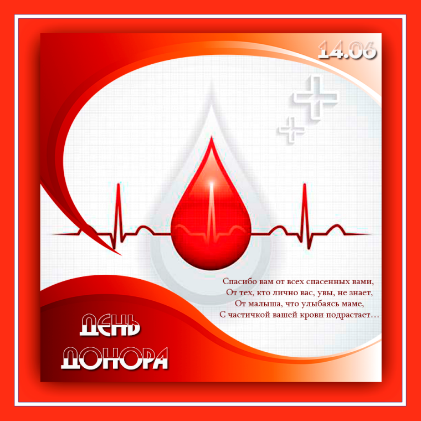 14.06
Спасибо вам от всех спасенных вами,
От тех, кто лично вас, увы, не знает,
От малыша, что улыбаясь маме,
С частичкой вашей крови подрастает...
ДЕНЬ
ДОНОРА